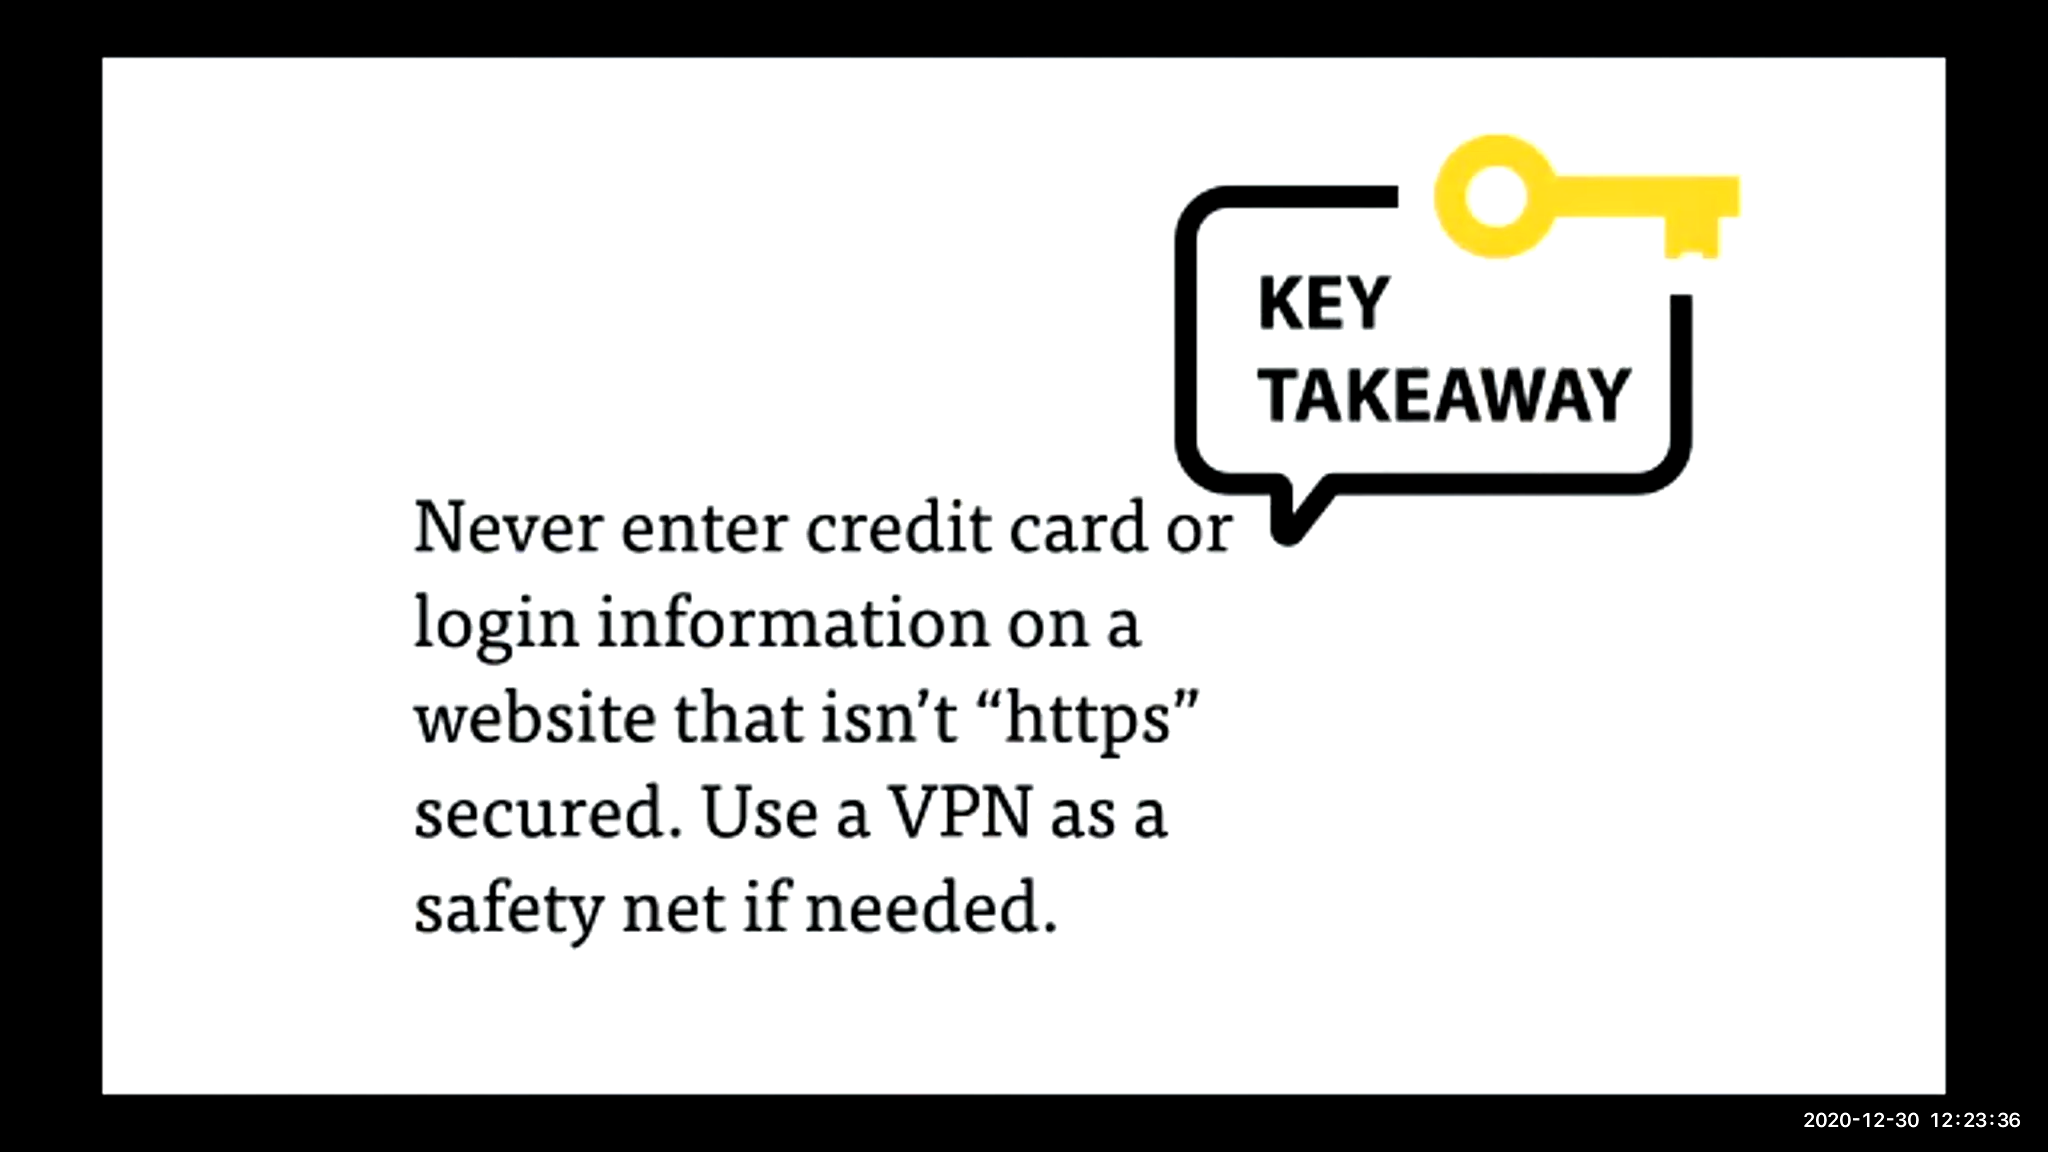 KEY
TAKEAWAY
Never enter credit card or
login information on a
website that isn’t “https”
secured. Use a VPN as a
safety net if needed.
2020-12-30 12:23:36